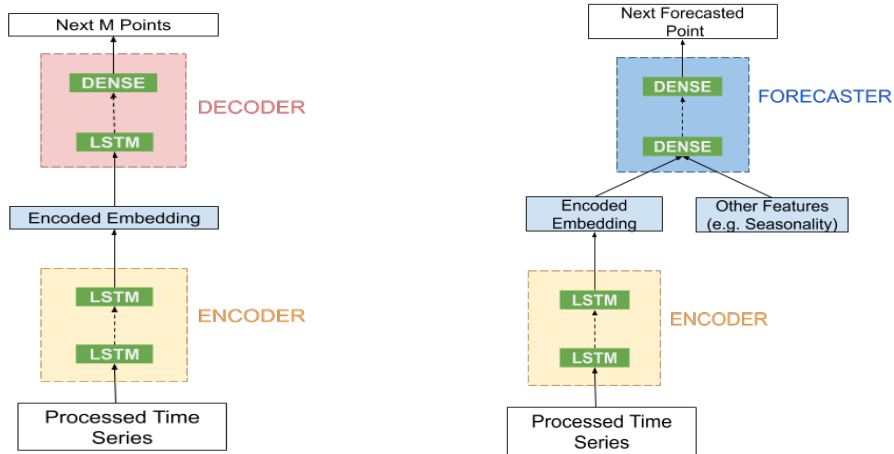 Next M Points
DENSE
DECODER
LSTM
Encoded Embedding
LSTM
ENCODER
LSTM
Processed Time
Series
Next Forecasted
Point
DENSE
FORECASTER
DENSE
Encoded
Embedding
Other Features
(e.g. Seasonality)
LSTM
ENCODER
LSTM
Processed Time
Series